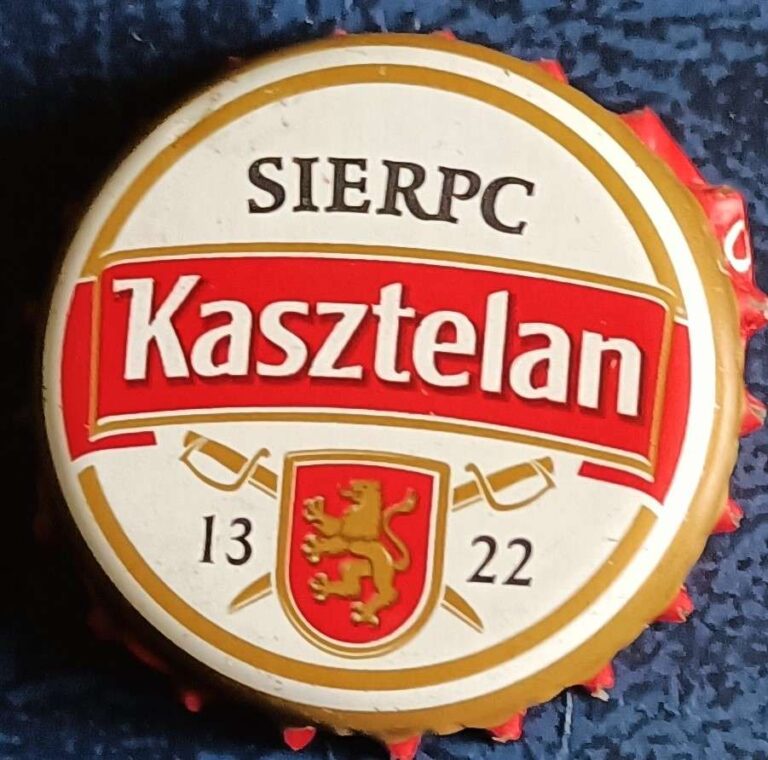 SIERPC
Kasztelan
13 22